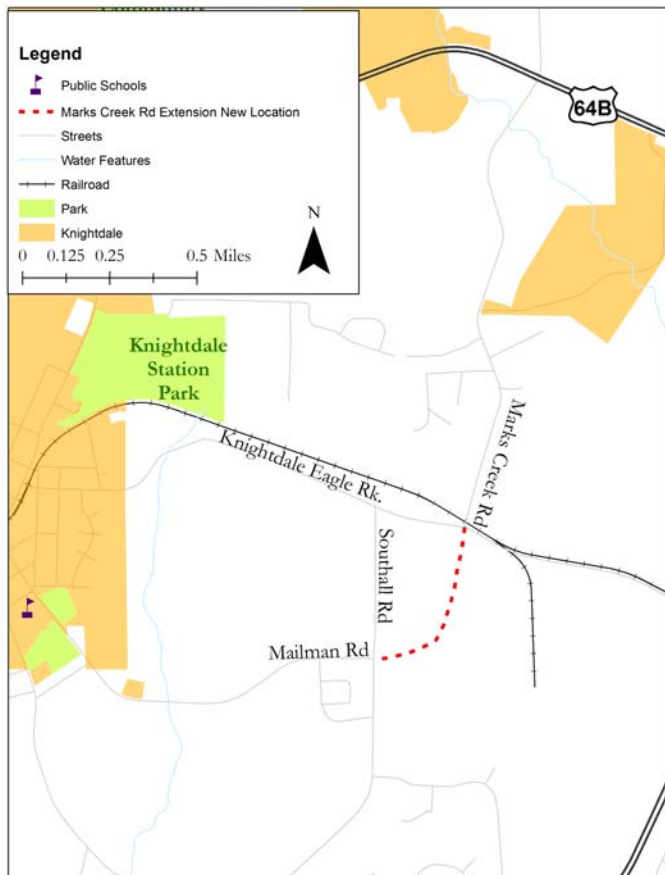 Legend
Public Schools
Marks Creek Rd Extension New Location
Streets
Water Features
Railroad
Park
Knightdale
0 0.125 0.25 0.5 Miles
N
64B
Knightdale
Station
Park
Knightdale Eagle Rk.
Marks Creek Rd
Southall Rd
Mailman Rd